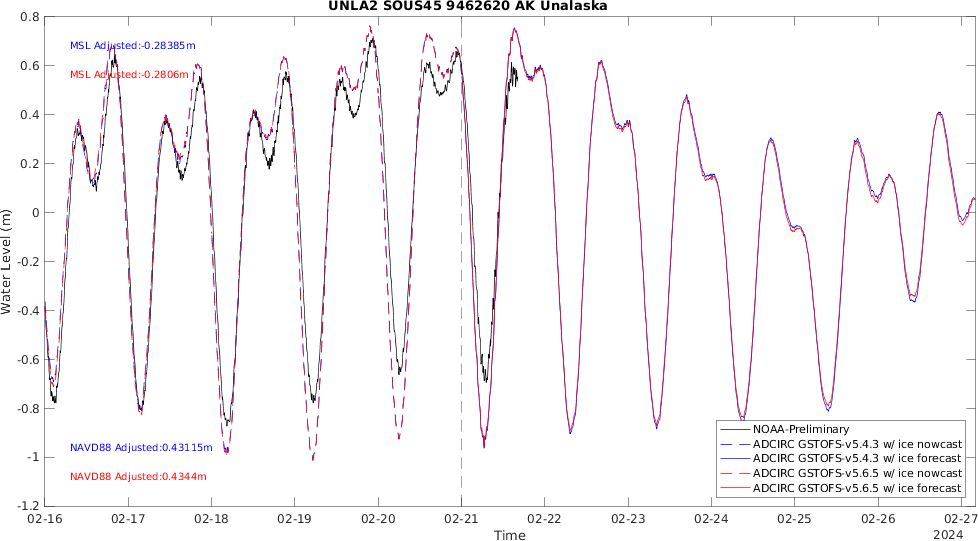 UNLA2 SOUS45 9462620 AK Unalaska
MSL Adjusted:-0.28385m
MSL Adjusted:-0.2806m
NAVD88 Adjusted:0.43115m
NAVD88 Adjusted:0.4344m
Water Level (m)
0.8
0.6
0.4
0.2
0
-0.2
-0.4
-0.6
-0.8
-1
-1.2
NOAA-Preliminary
ADCIRC GSTOFS-v5.4.3 w/ ice nowcast
ADCIRC GSTOFS-v5.4.3 w/ ice forecast
ADCIRC GSTOFS-v5.6.5 w/ ice nowcast
ADCIRC GSTOFS-v5.6.5 w/ ice forecast
02-16 02-17 02-18 02-19 02-20 02-21 02-22 02-23 02-24 02-25 02-26 02-27
Time
2024